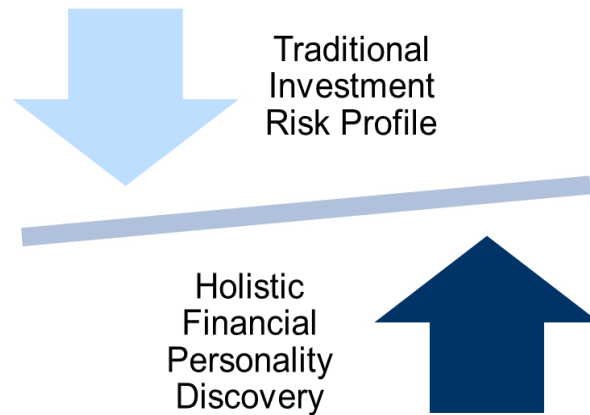 Traditional
Investment
Risk Profile
Holistic
Financial
Personality
Discovery